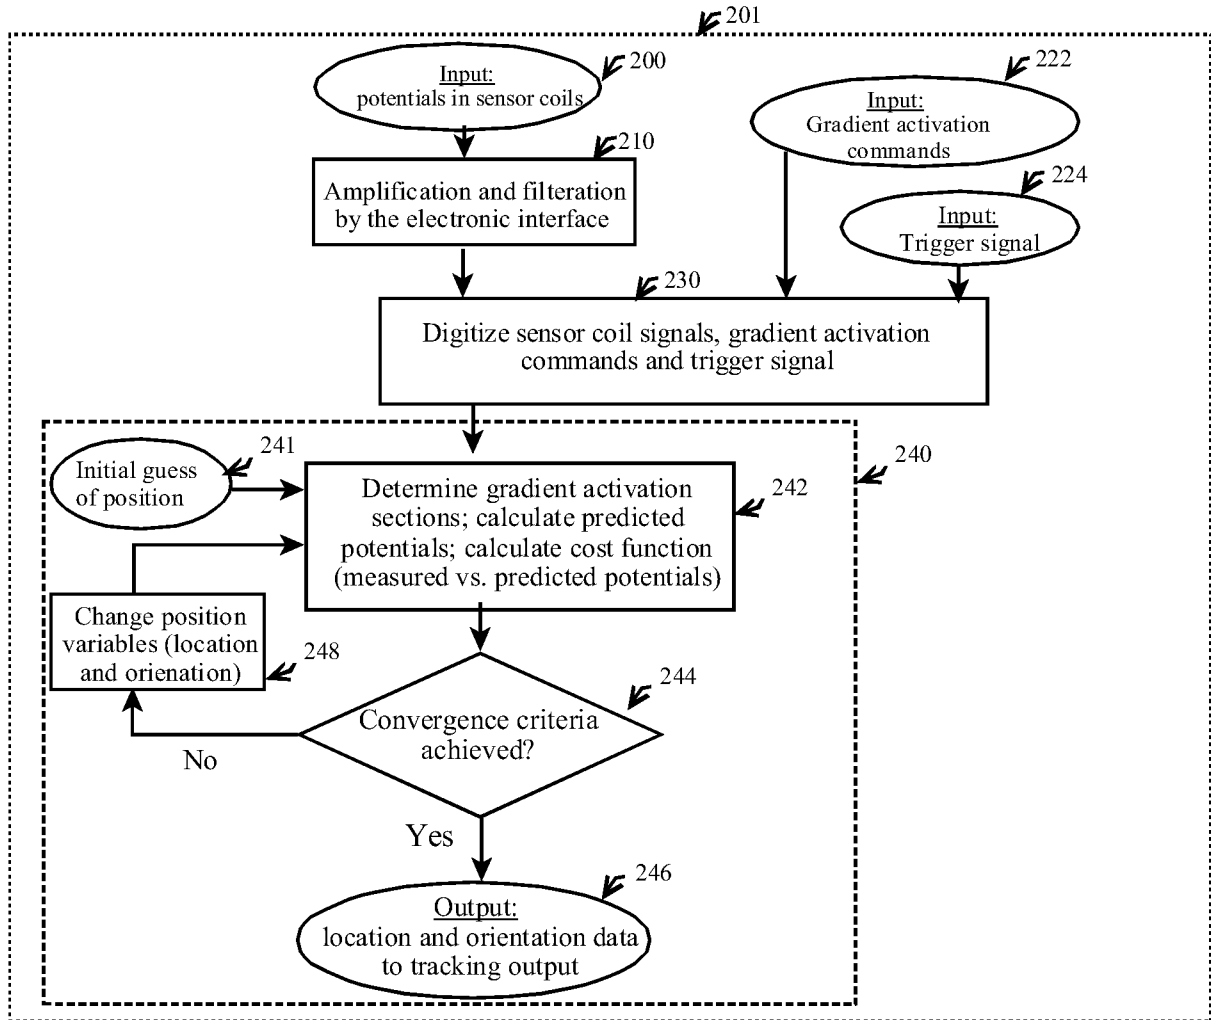 201
200
Input:
potentials in sensor coils
222
Input:
Gradient activation
commands
210
Amplification and filteration
by the electronic interface
224
Input:
Trigger signal
230
Digitize sensor coil signals, gradient activation
commands and trigger signal
240
241
Initial guess
of position
242
Determine gradient activation
sections; calculate predicted
potentials; calculate cost function
(measured vs. predicted potentials)
Change position
variables (location
and orienation)
248
244
Convergence criteria
achieved?
No
Yes
246
Output:
location and orientation data
to tracking output